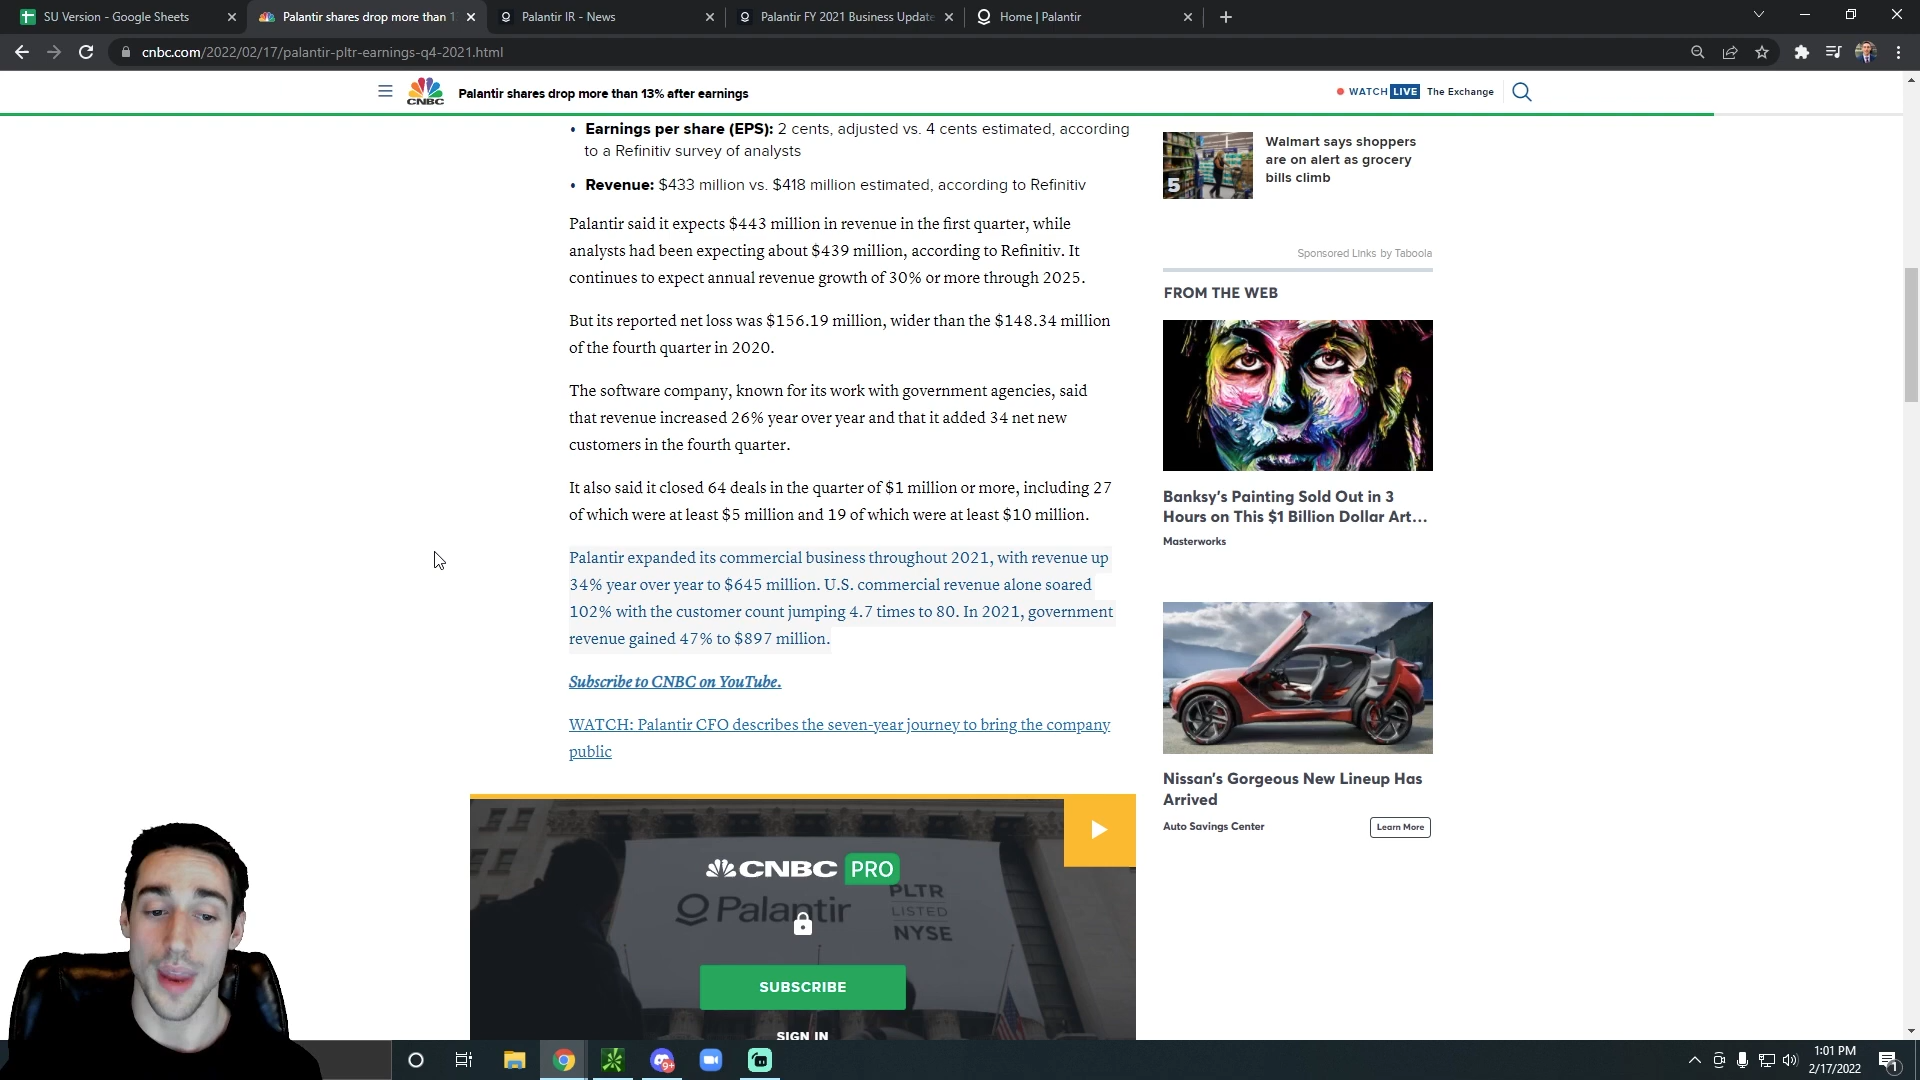 SU Version - Google Sheets
Palantir shares drop more than 1
Palantir IR - News
Palantir FY 2021 Business Update
Home | Palantir
cnbc.com/2022/02/17/palantir-pltr-earnings-q4-2021.html
CNBC
Palantir shares drop more than 13% after earnings
WATCH LIVE The Exchange
• Earnings per share (EPS): 2 cents, adjusted vs. 4 cents estimated, according
to a Refinitiv survey of analysts
• Revenue: $433 million vs. $418 million estimated, according to Refinitiv
Palantir said it expects $443 million in revenue in the first quarter, while
analysts had been expecting about $439 million, according to Refinitiv. It
continues to expect annual revenue growth of 30% or more through 2025.
But its reported net loss was $156.19 million, wider than the $148.34 million
of the fourth quarter in 2020.
The software company, known for its work with government agencies, said
that revenue increased 26% year over year and that it added 34 net new
customers in the fourth quarter.
It also said it closed 64 deals in the quarter of $1 million or more, including 27
of which were at least $5 million and 19 of which were at least $10 million.
Palantir expanded its commercial business throughout 2021, with revenue up
34% year over year to $645 million. U.S. commercial revenue alone soared
102% with the customer count jumping 4.7 times to 80. In 2021, government
revenue gained 47% to $897 million.
Subscribe to CNBC on YouTube.
WATCH: Palantir CFO describes the seven-year journey to bring the company
public
CNBC PRO
Palantir
PLTR
LISTED
NYSE
SUBSCRIBE
SIGN IN
5
Walmart says shoppers
are on alert as grocery
bills climb
Sponsored Links by Taboola
FROM THE WEB
Banksy's Painting Sold Out in 3
Hours on This $1 Billion Dollar Art...
Masterworks
Nissan's Gorgeous New Lineup Has
Arrived
Auto Savings Center
Learn More
9+
1:01 PM
2/17/2022
1